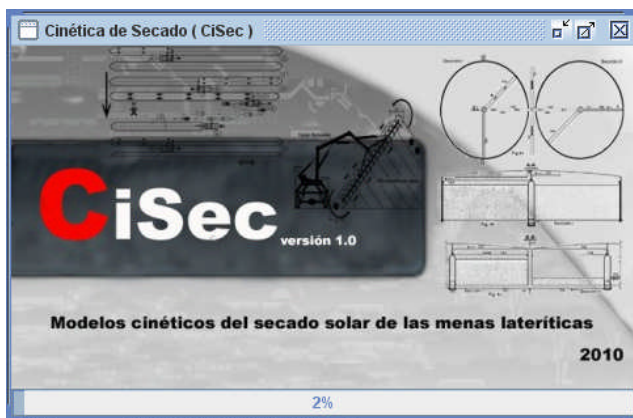 Cinética de Secado ( CiSec )
CiSec
versión 1.0
Modelos cinéticos del secado solar de las menas lateríticas
2010
2%